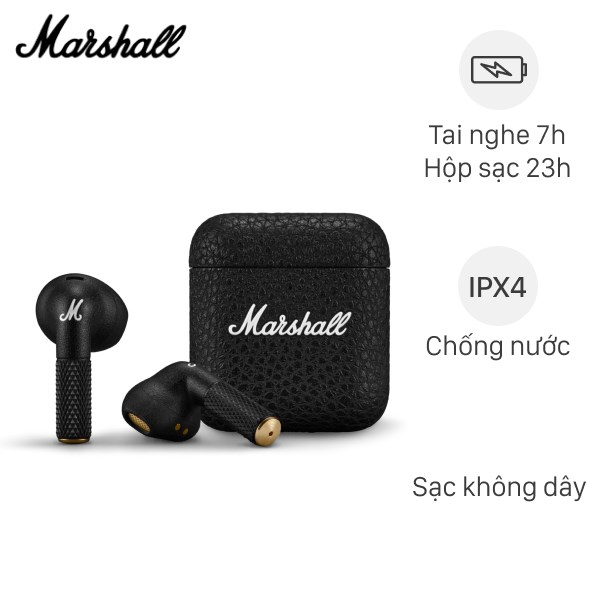 Marshall
Tai nghe 7h
Hộp sạc 23h
M
Marshall
IPX4
Chống nước
Sạc không dây